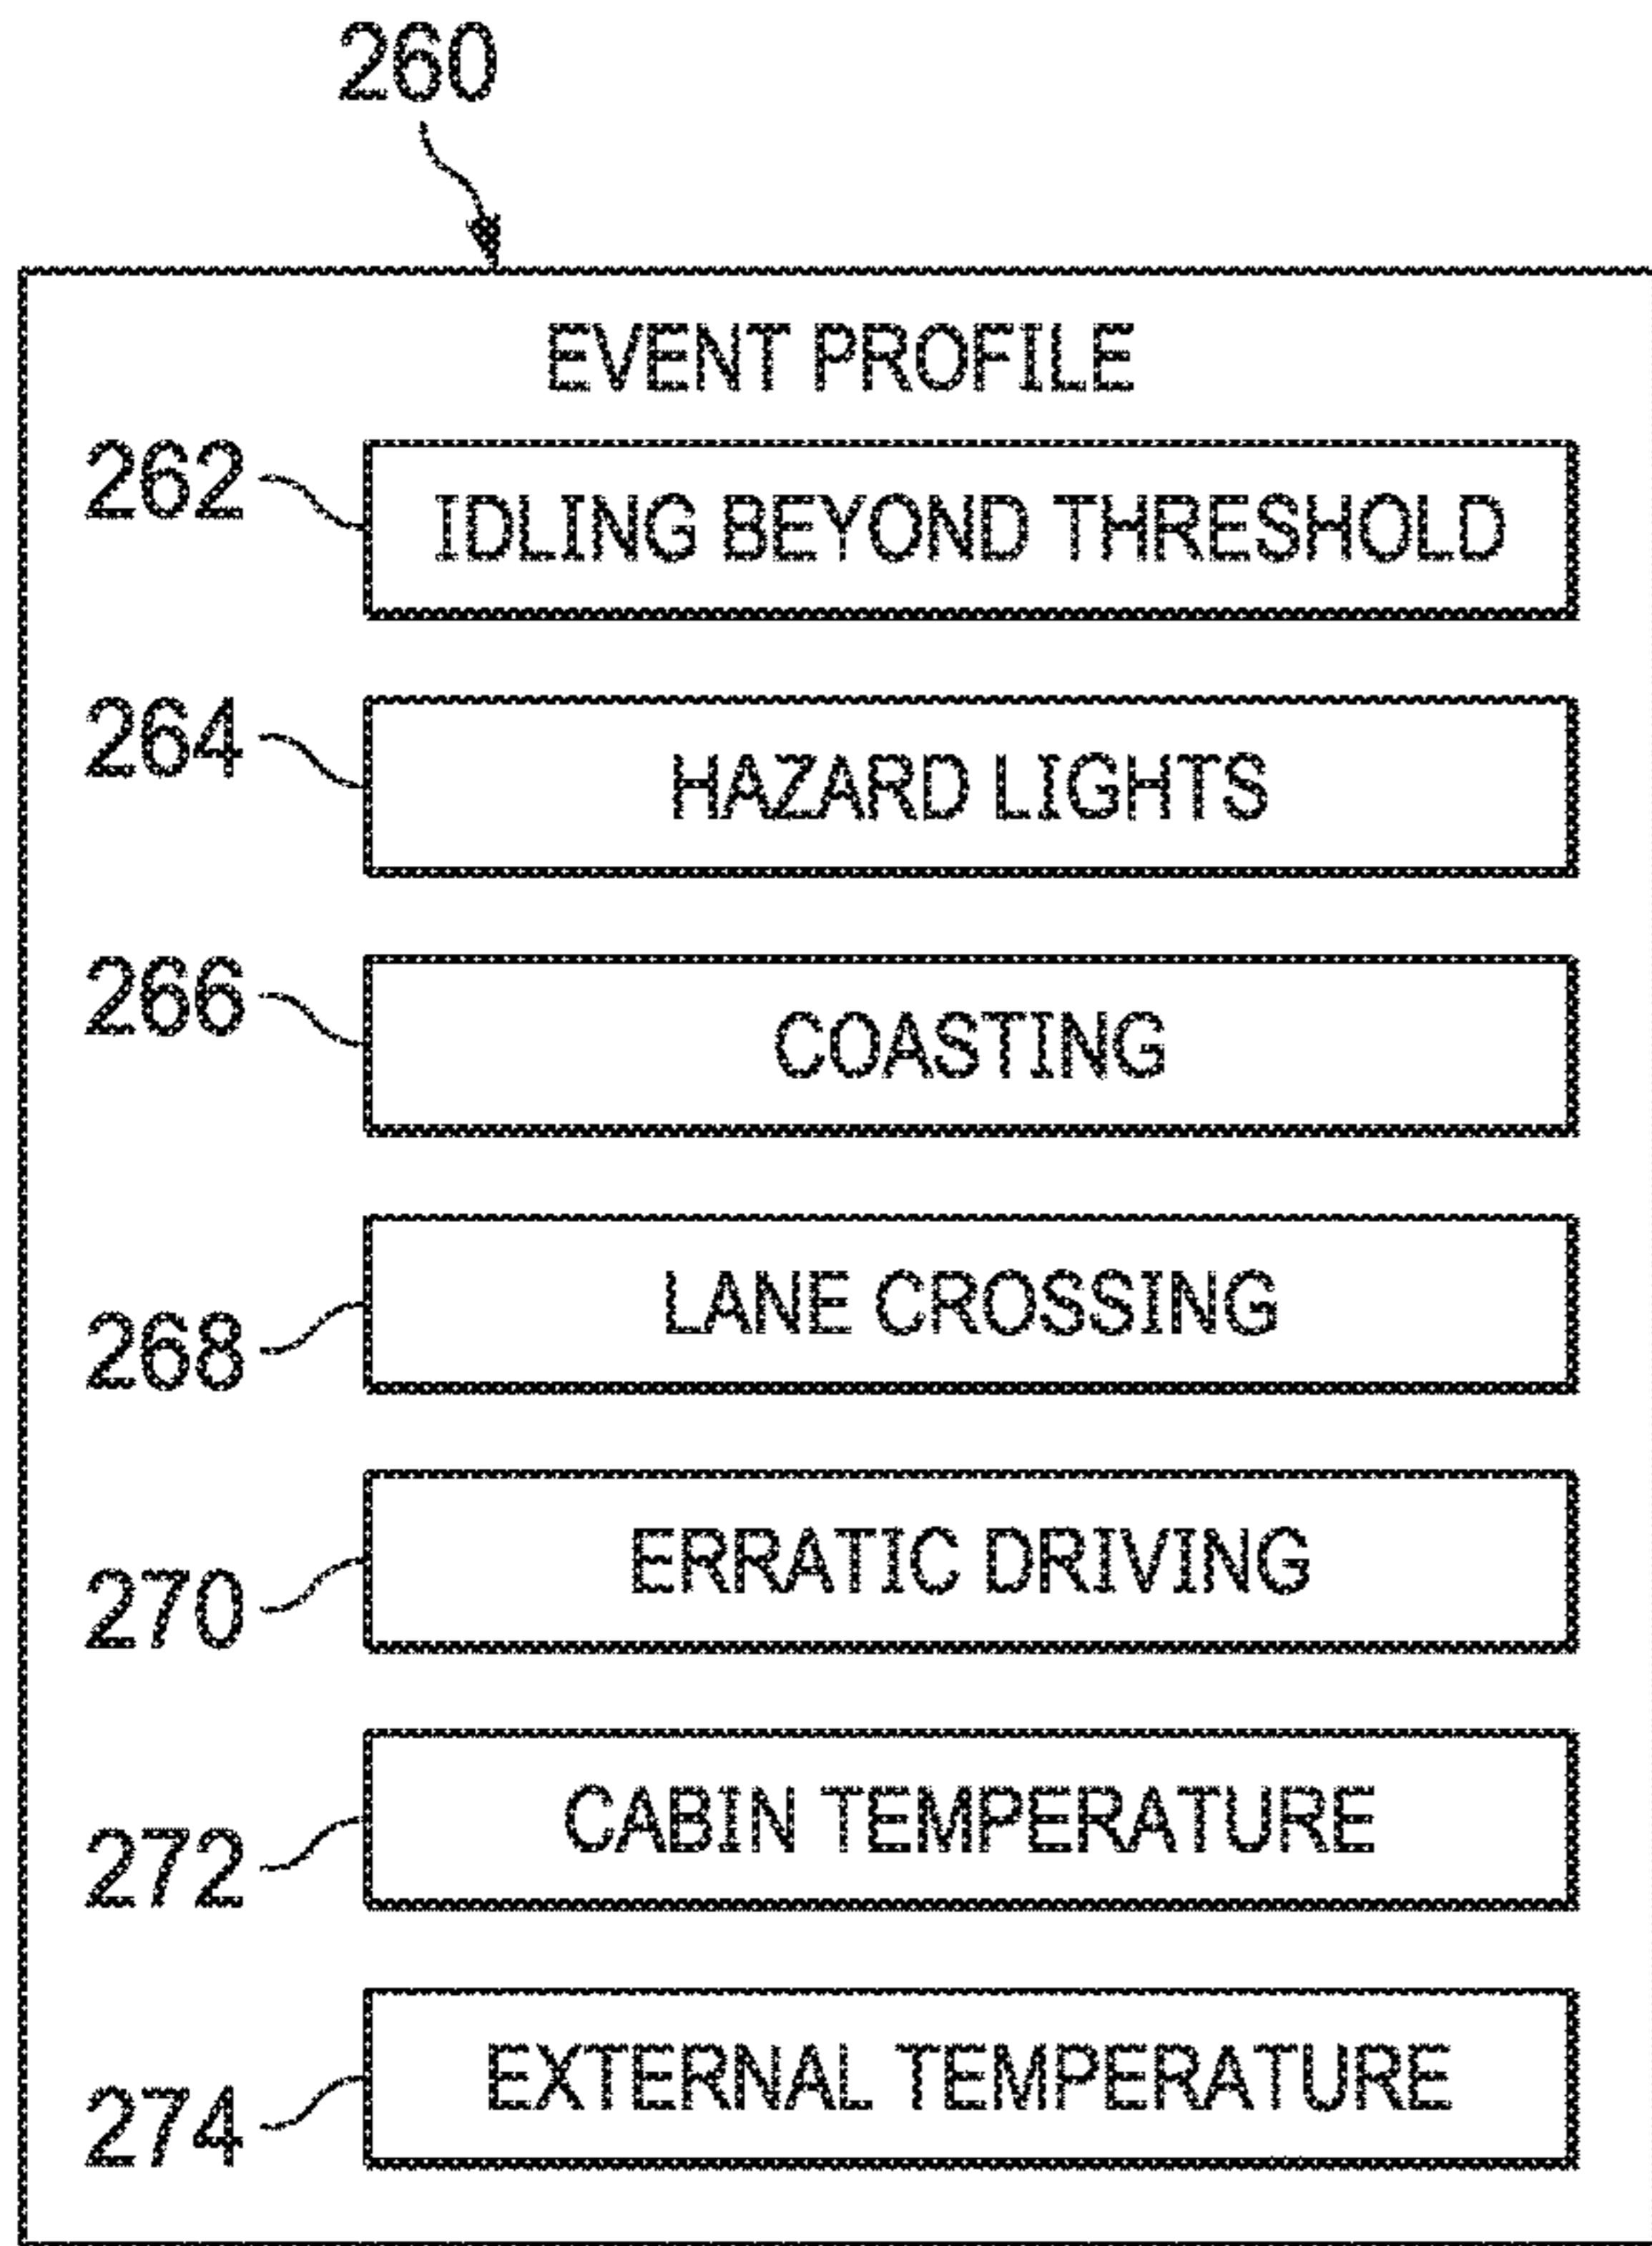 260
EVENT PROFILE
262 IDLING BEYOND THRESHOLD
264 HAZARD LIGHTS
266 COASTING
268 LANE CROSSING
270 ERRATIC DRIVING
272 CABIN TEMPERATURE
274 EXTERNAL TEMPERATURE